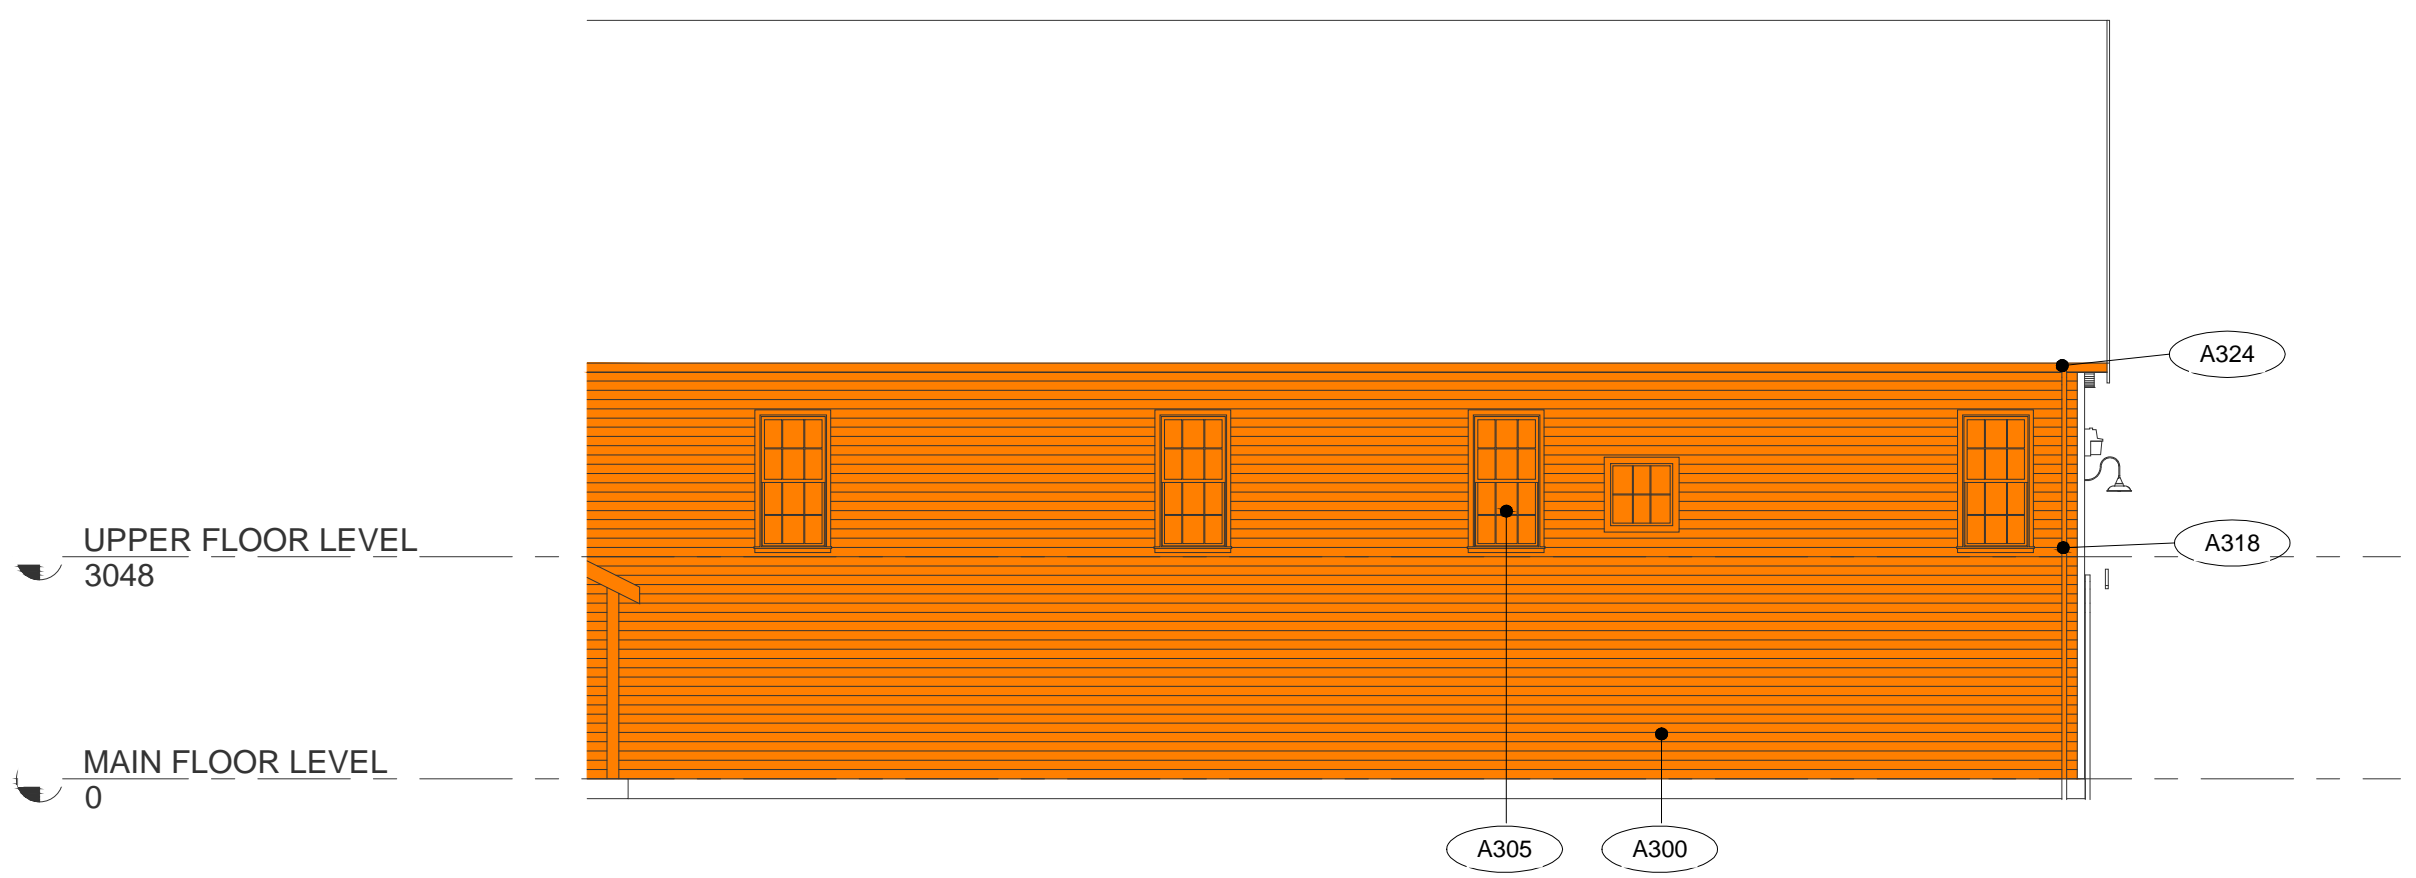 A324
UPPER FLOOR LEVEL
3048
A318
MAIN FLOOR LEVEL
0
A305
A300